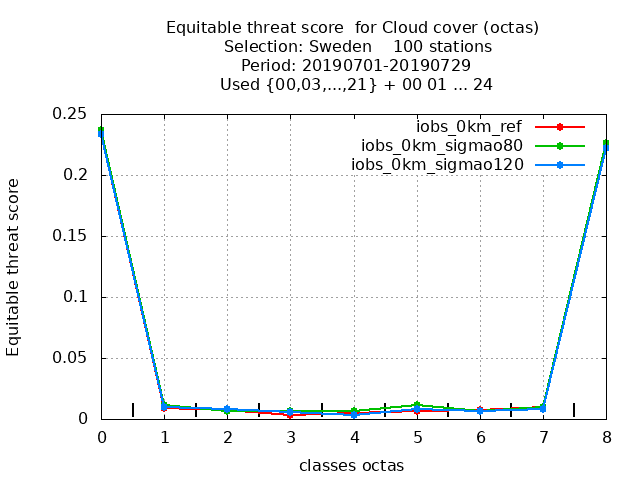 Equitable threat score  for Cloud cover (octas)
Selection: Sweden    100 stations
Period: 20190701-20190729
Used {00,03,...,21} + 00 01 ... 24
iobs_0km_ref
iobs_0km_sigmao80
iobs_0km_sigmao120
Equitable threat score
0.25
0.2
0.15
0.1
0.05
0
0 1 2 3 4 5 6 7 8
classes octas